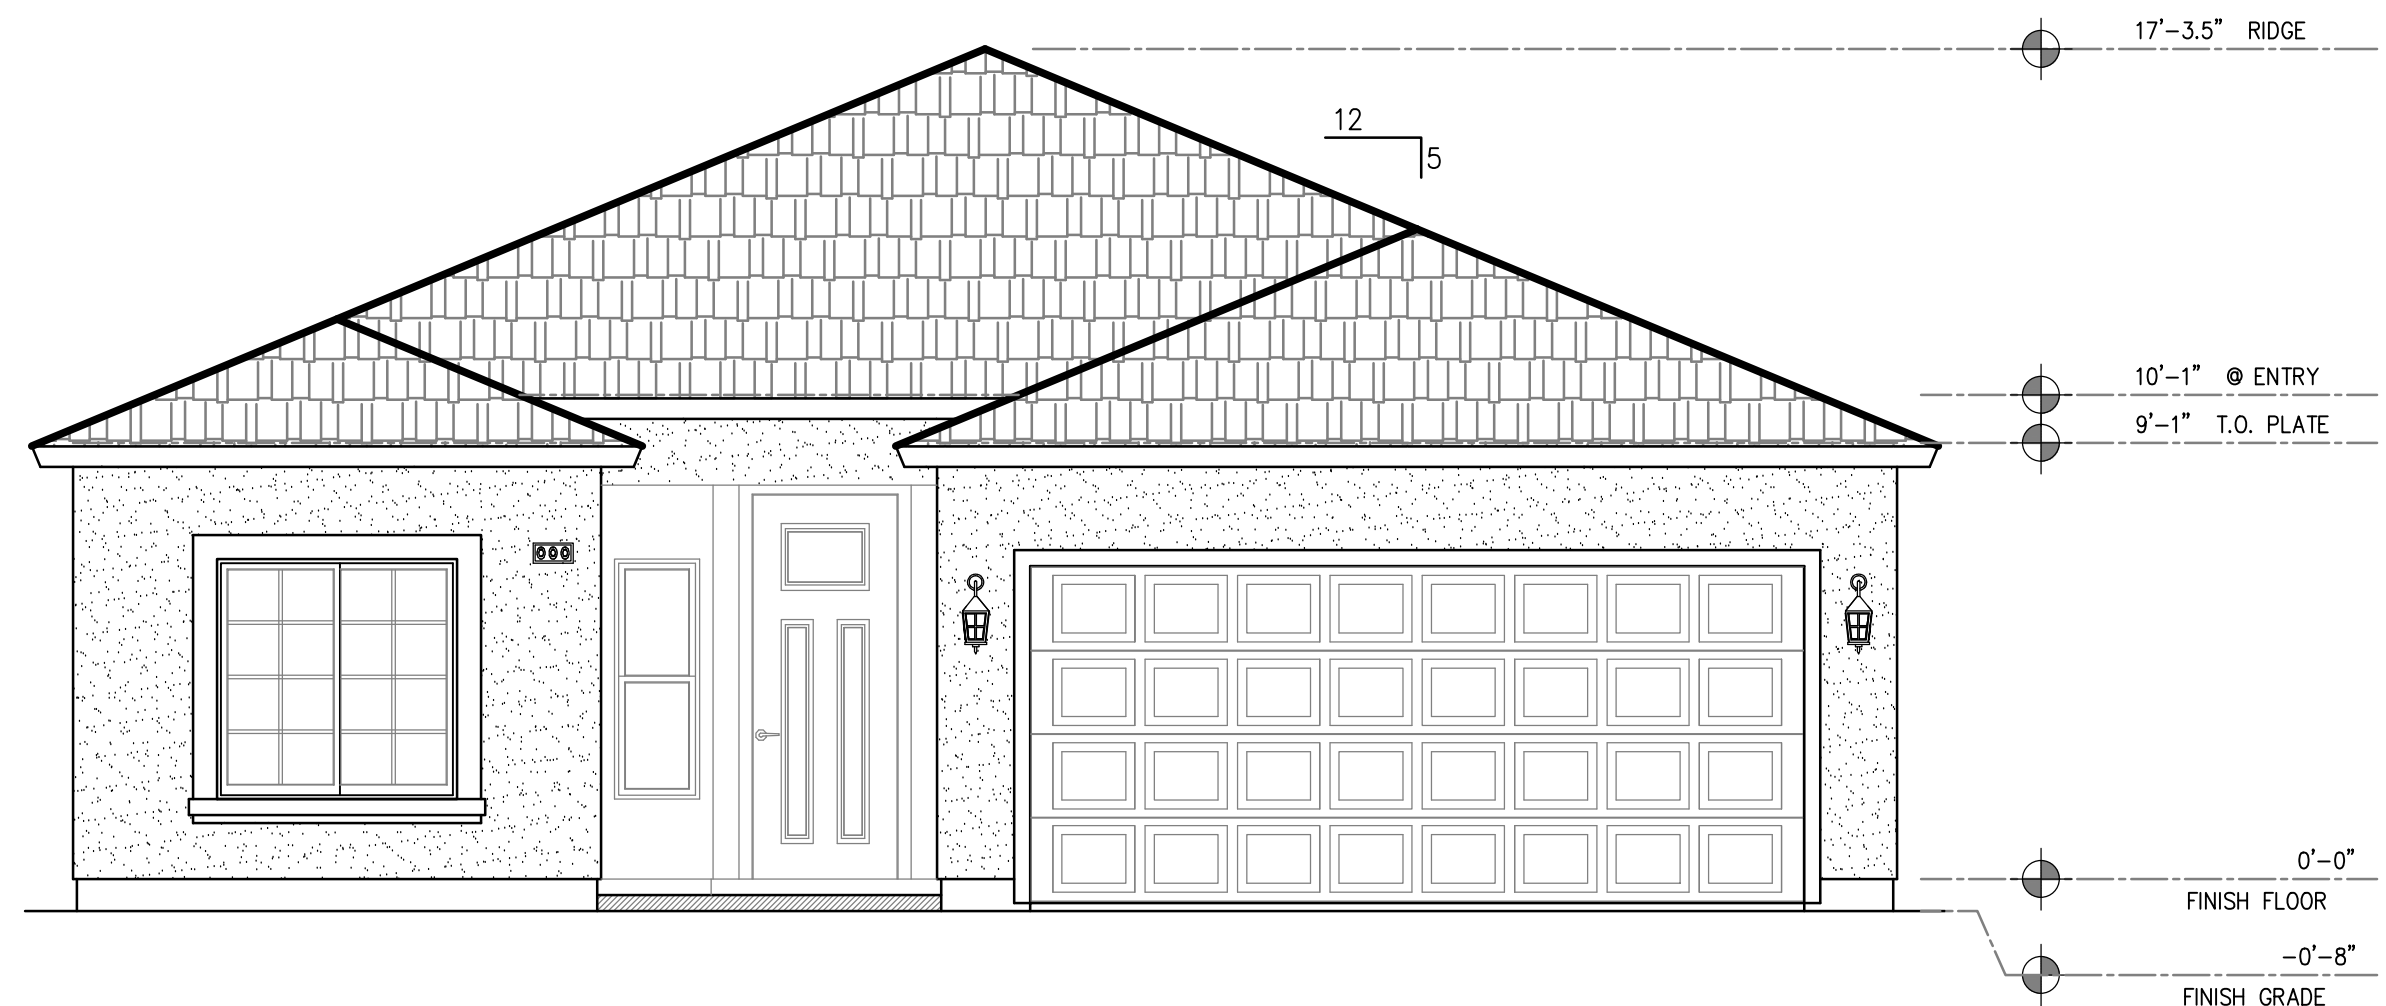 17'-3.5" RIDGE
12
5
10'-1" @ ENTRY
9'-1" T.O. PLATE
000
0'-0"
FINISH FLOOR
-0'-8"
FINISH GRADE